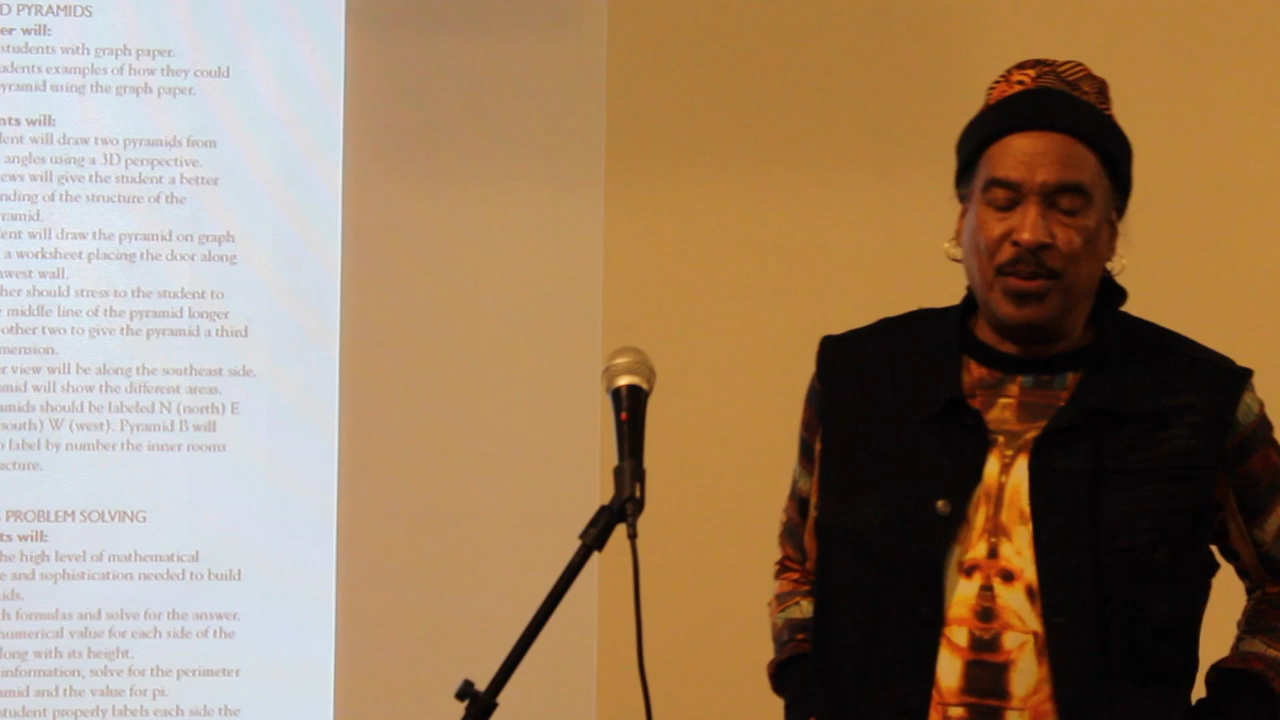 D PYRAMIDS
er will:
students with graph paper.
udents examples of how they could
yramid using the graph paper.
nts will:
lent will draw two pyramids from
angles using a 3D perspective.
ews will give the student a better
nding of the structure of the
ramid.
ent will draw the pyramid on graph
a worksheet placing the door along
hwest wall.
her should stress to the student to
middle line of the pyramid longer
other two to give the pyramid a third
mension.
r view will be along the southeast side.
mid will show the different areas.
amids should be labeled N (north) E
south) W (west). Pyramid B will
label by number the inner rooms
ucture.
PROBLEM SOLVING
ts will:
he high level of mathematical
e and sophistication needed to build
ids.
h formulas and solve for the answer.
numerical value for each side of the
long with its height.
information, solve for the perimeter
mid and the value for pi.
student properly labels each side the